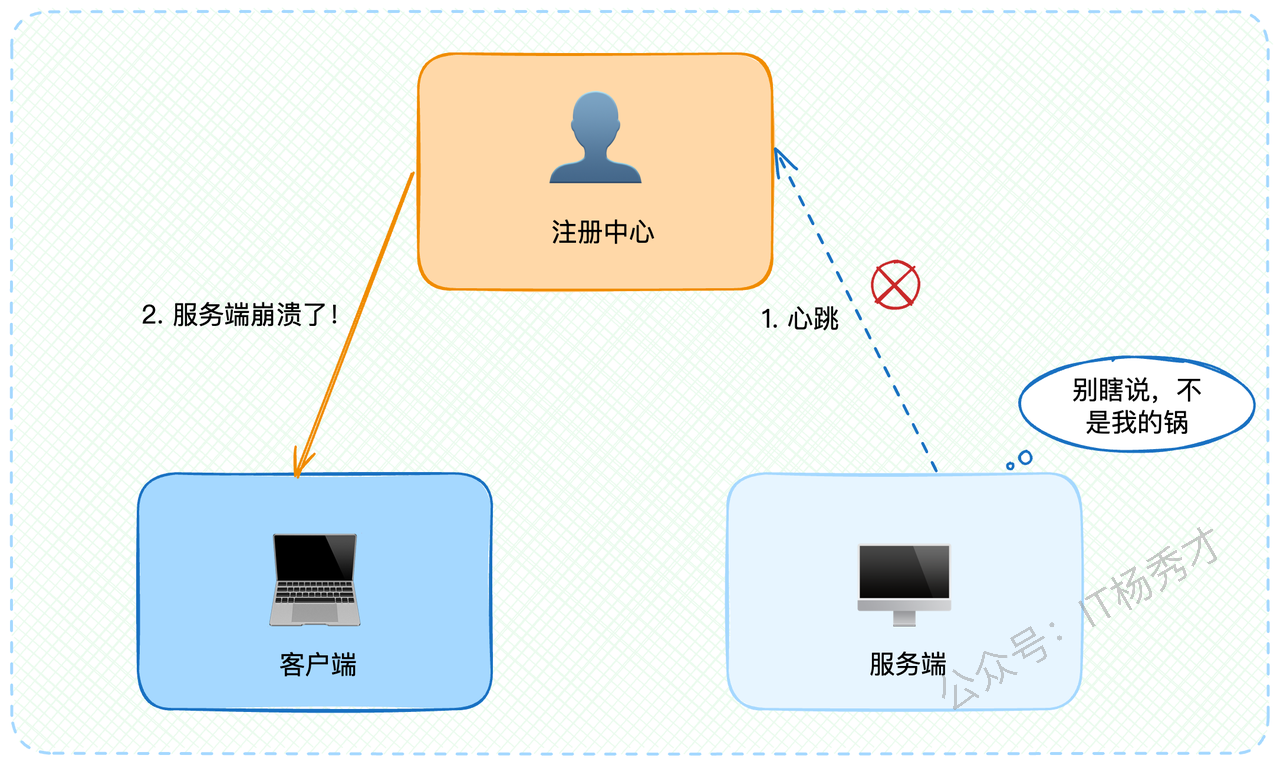 注册中心
2. 服务端崩溃了！
1. 心跳
别瞎说，不
是我的锅
客户端
服务端
公众号：IT杨秀才